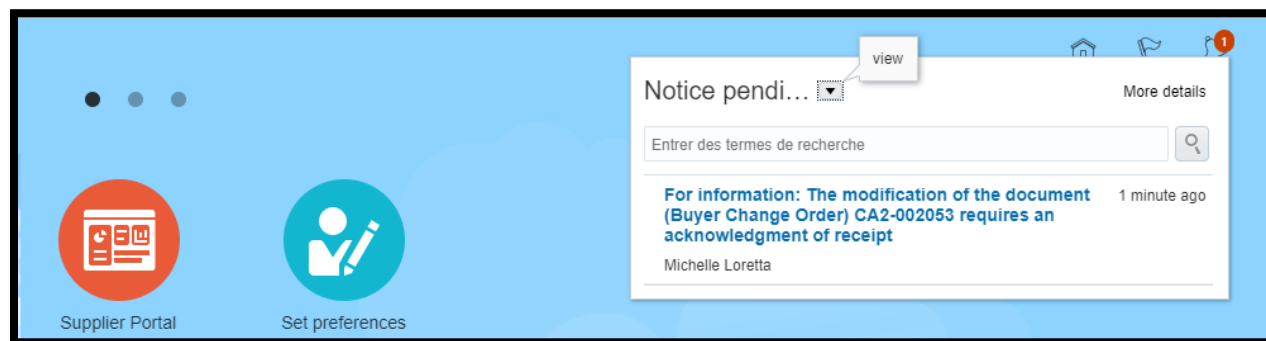 view
1
Notice pendi...
More details
Entrer des termes de recherche
For information: The modification of the document
1 minute ago
(Buyer Change Order) CA2-002053 requires an
acknowledgment of receipt
Michelle Loretta
Supplier Portal
Set preferences